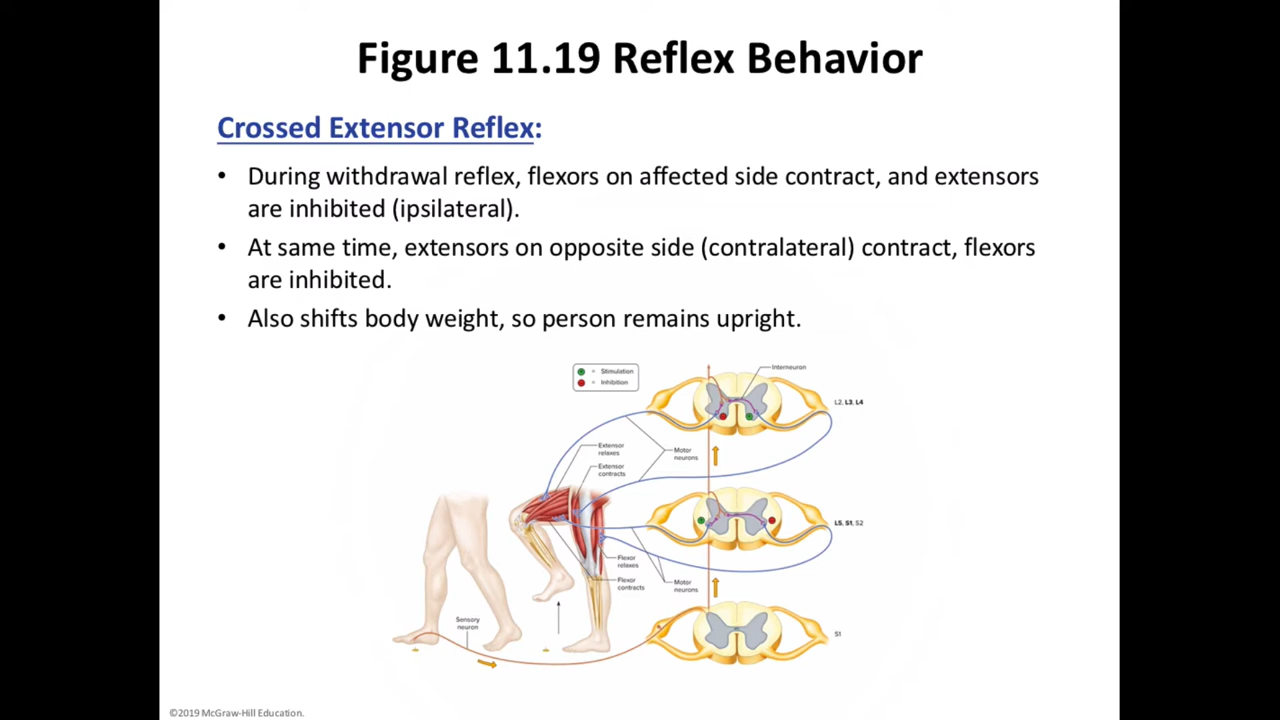 Figure 11.19 Reflex Behavior
Crossed Extensor Reflex:
• During withdrawal reflex, flexors on affected side contract, and extensors
are inhibited (ipsilateral).
• At same time, extensors on opposite side (contralateral) contract, flexors
are inhibited.
• Also shifts body weight, so person remains upright.
+ = Stimulation
= Inhibition
Interneuron
L2, L3, L4
Extensor
relaxes
Motor
neurons
Extensor
contracts
L5, S1, S2
Flexor
relaxes
Flexor
contracts
Motor
neurons
Sensory
neuron
S1
©2019 McGraw-Hill Education.